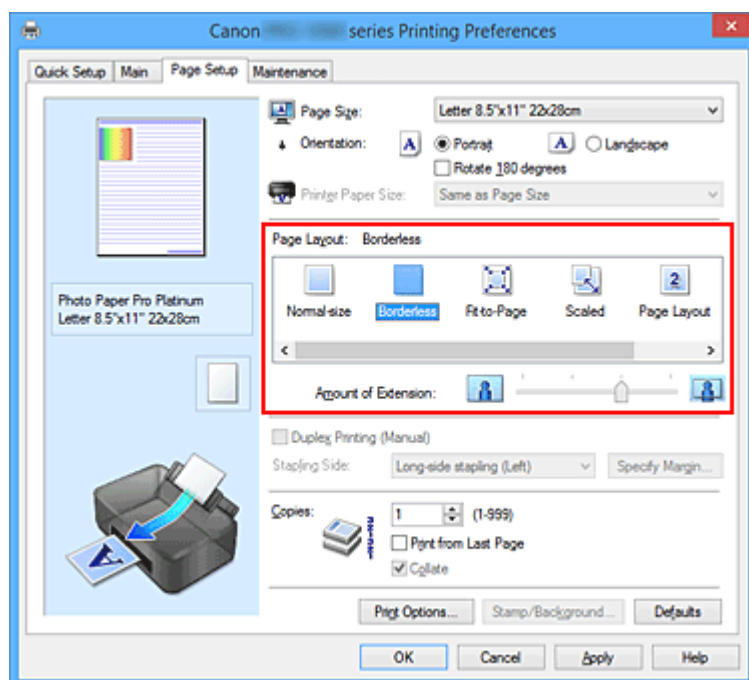 Canon series Printing Preferences
Quick Setup Main Page Setup Maintenance
Page Size: Letter 8.5"x11" 22x28cm
Orientation: A Portrait A Landscape
Rotate 180 degrees
Printer Paper Size: Same as Page Size
Page Layout: Borderless
Normal-size Borderless Fit-to-Page Scaled 2 Page Layout
Amount of Extension:
Photo Paper Pro Platinum
Letter 8.5"x11" 22x28cm
Duplex Printing (Manual)
Stapling Side: Long-side stapling (Left) Specify Margin...
Copies: 1 (1-999)
Print from Last Page
Collate
A
Print Options... Stamp/Background... Defaults
OK Cancel Apply Help